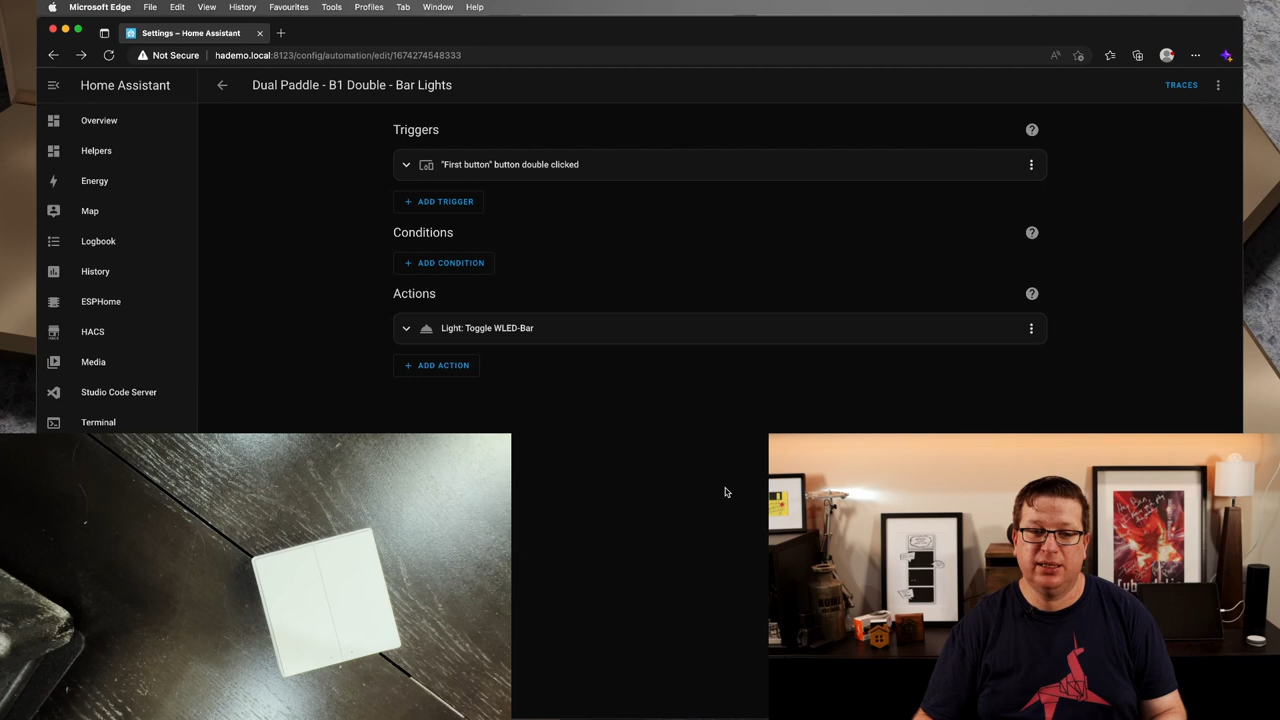 Microsoft Edge File Edit View History Favourites Tools Profiles Tab Window Help
Settings – Home Assistant
Not Secure hademo.local:8123/config/automation/edit/1674274548333
Home Assistant
Dual Paddle - B1 Double - Bar Lights
TRACES
Overview
Helpers
Energy
Map
Logbook
History
ESPHome
HACS
Media
Studio Code Server
Terminal
Triggers
"First button" button double clicked
+ ADD TRIGGER
Conditions
+ ADD CONDITION
Actions
Light: Toggle WLED-Bar
+ ADD ACTION